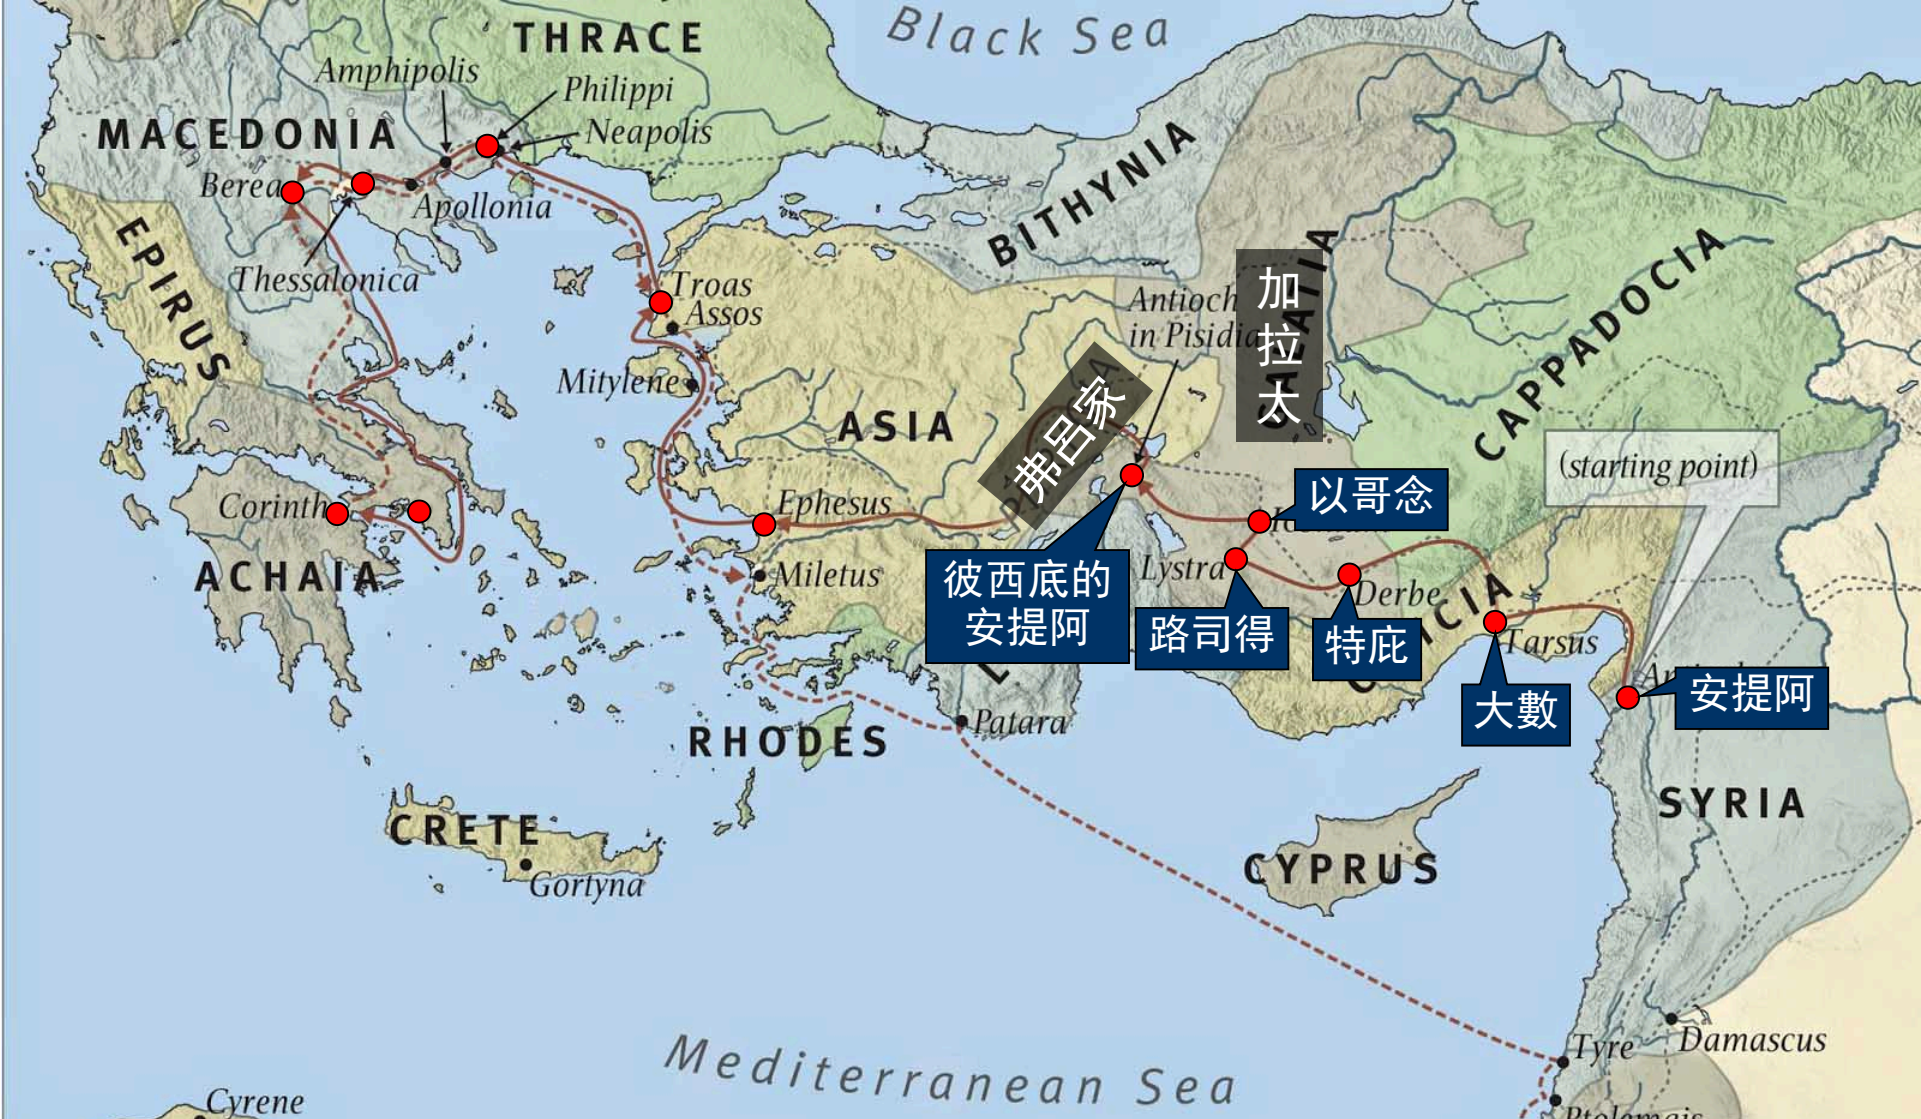 Black Sea
THRACE
Amphipolis
Philippi
MACEDONIA
Neapolis
Berea
Apollonia
EPIRUS
Thessalonica
BITHYNIA
加拉太
CAPPADOCIA
Troas
Assos
Antioch
in Pisidia
Mitylene
ASIA
弗呂家
(starting point)
Corinth
Ephesus
以哥念
ACHAIA
Miletus
彼西底的
安提阿
Lystra
路司得
Derbe
特庇
Tarsus
大數
安提阿
RHODES
Patara
SYRIA
CRETE
Gortyna
CYPRUS
Mediterranean Sea
Tyre
Damascus
Cyrene
Ptolemais